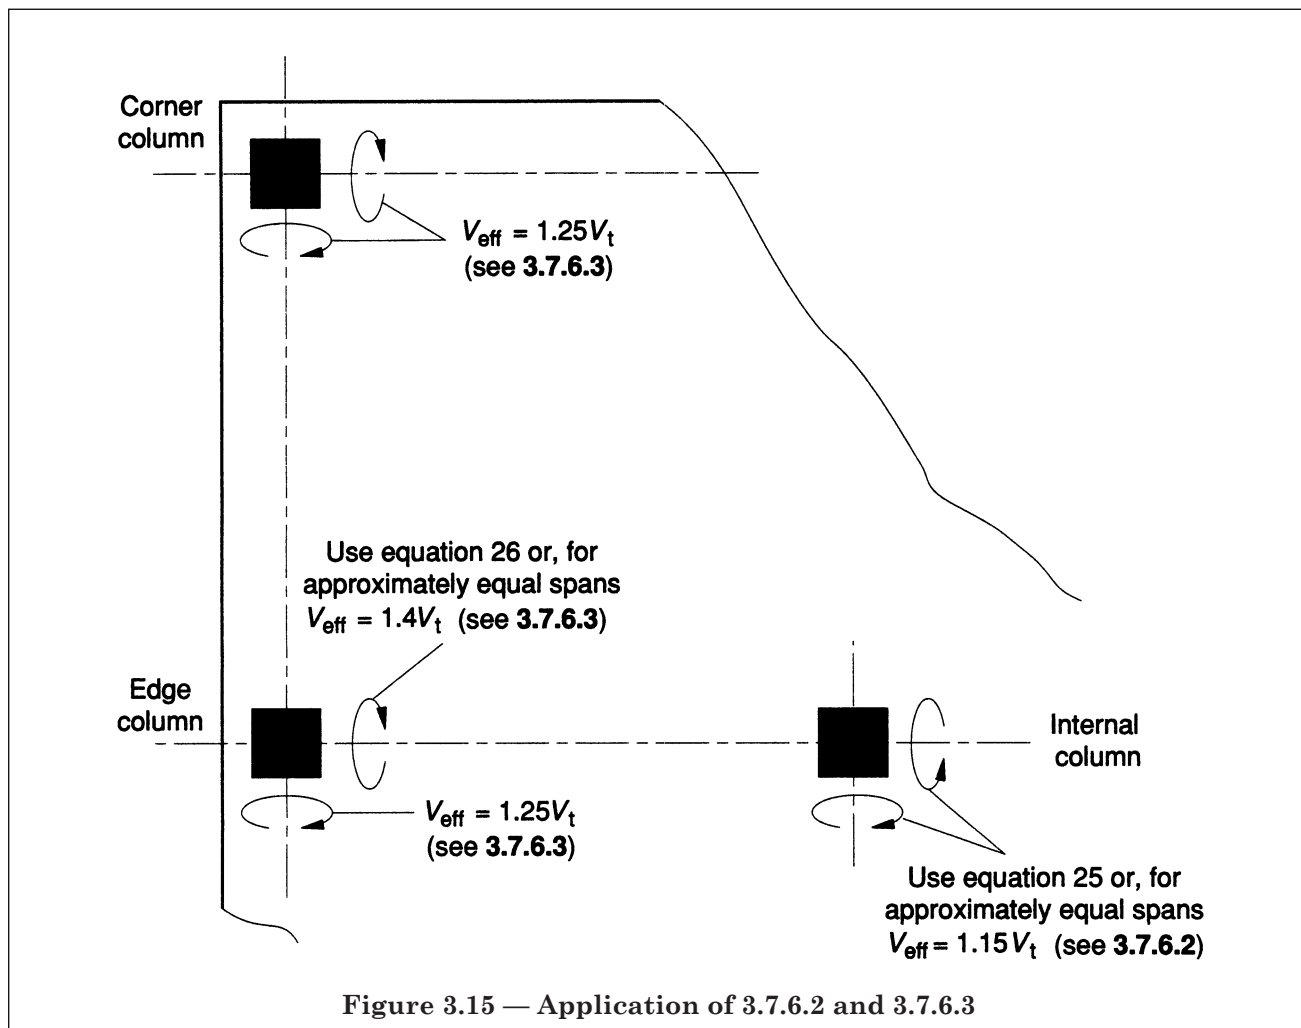 Corner
column
V_eff = 1.25V_t
(see 3.7.6.3)
Use equation 26 or, for
approximately equal spans
V_eff = 1.4V_t (see 3.7.6.3)
Edge
column
V_eff = 1.25V_t
(see 3.7.6.3)
Internal
column
Use equation 25 or, for
approximately equal spans
V_eff = 1.15V_t (see 3.7.6.2)
Figure 3.15 — Application of 3.7.6.2 and 3.7.6.3